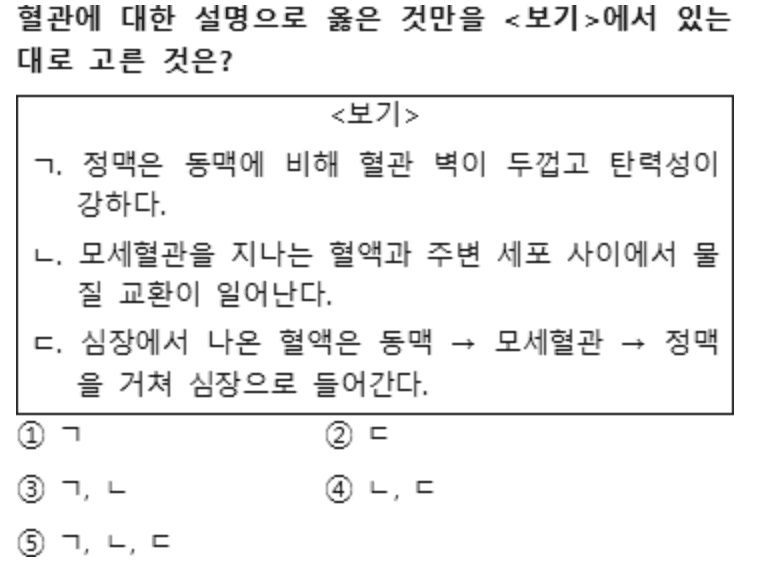 혈관에 대한 설명으로 옳은 것만을 <보기>에서 있는
대로 고른 것은?
<보기>
ㄱ. 정맥은 동맥에 비해 혈관 벽이 두껍고 탄력성이
강하다.
ㄴ. 모세혈관을 지나는 혈액과 주변 세포 사이에서 물
질 교환이 일어난다.
ㄷ. 심장에서 나온 혈액은 동맥 → 모세혈관 → 정맥
을 거쳐 심장으로 들어간다.
① ㄱ ② ㄷ
③ ㄱ, ㄴ ④ ㄴ, ㄷ
⑤ ㄱ, ㄴ, ㄷ